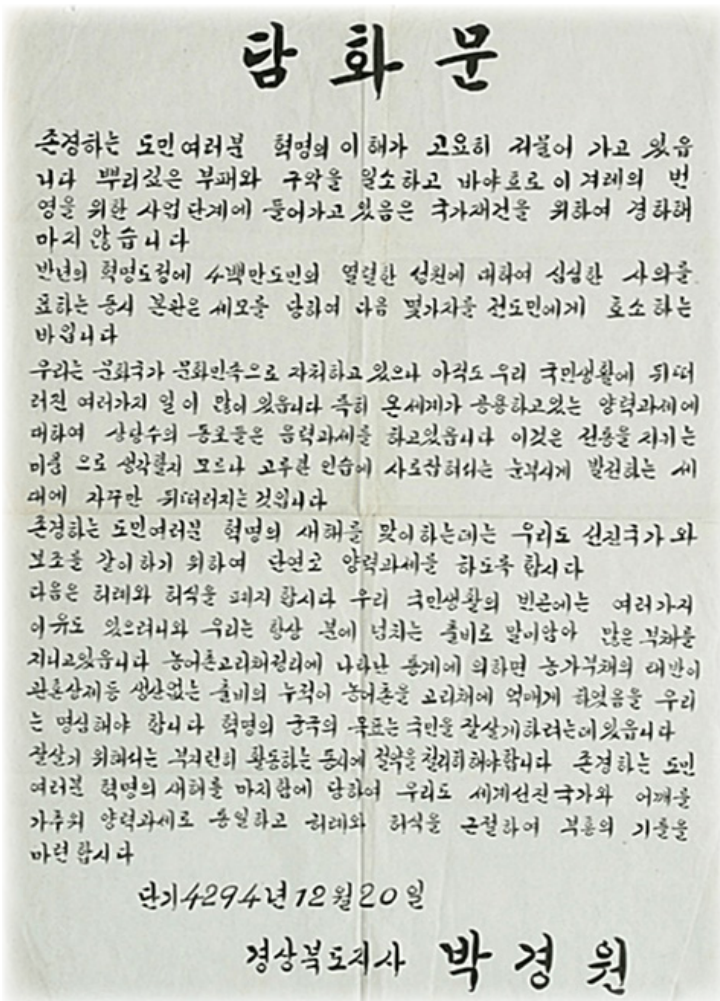 담화문
존경하는 도민여러분 혁명의 이 해가 고요히 저물어 가고 있읍
니다 뿌리깊은 부패와 구악을 일소하고 바야흐로 이 겨레의 번
영을 위한 사업단계에 들어가고 있음은 국가재건을 위하여 경하해
마지 않습니다
반년의 혁명도정에 4백만도민의 열렬한 성원에 대하여 심심한 사의를
표하는 동시 본관은 세모를 당하여 다음 몇가지를 전도민에게 호소하는
바입니다
우리는 문화국가 문화민족으로 자처하고 있으나 아직도 우리 국민생활에 뒤떠
러진 여러가지 일이 많이 있읍니다 특히 온세계가 공용하고있는 양력과세에
대하여 상당수의 동포들은 음력과세를 하고있읍니다 이것은 전통을 지키는
미풍 으로 생각할지 모르나 고루한 인습에 사로잡혀서는 눈부시게 발전하는 세
대에 자꾸만 뒤떠러지는것입니다
존경하는 도민여러분 혁명의 새해를 맞이하는데는 우리도 선진국가 와
보조를 같이하기 위하여 단연코 양력과세를 하도록 합시다
다음은 허례와 허식을 폐지 합시다 우리 국민생활의 빈곤에는 여러가지
이유도 있으려니와 우리는 항상 분에 넘치는 출비로 말미암아 많은 부채를
지니고있읍니다 농어촌고리채정리에 나타난 통계에 의하면 농가부채의 태반이
관혼상제등 생산없는 출비의 누적이 농어촌을 고리채에 억매게 하였음을 우리
는 명심해야 합니다 혁명의 궁극의 목표는 국민을 잘살게하려는데있읍니다
잘살기 위해서는 부지런히 활동하는 동시에 절약을 철저히해야합니다 존경하는 도민
여러분 혁명의 새해를 마지함에 당하여 우리도 세계선진국가와 어깨를
가추워 양력과세로 통일하고 허례와 허식을 근절하여 부흥의 기틀을
마련합시다
단기4294년12월20일
경상북도지사 박경원